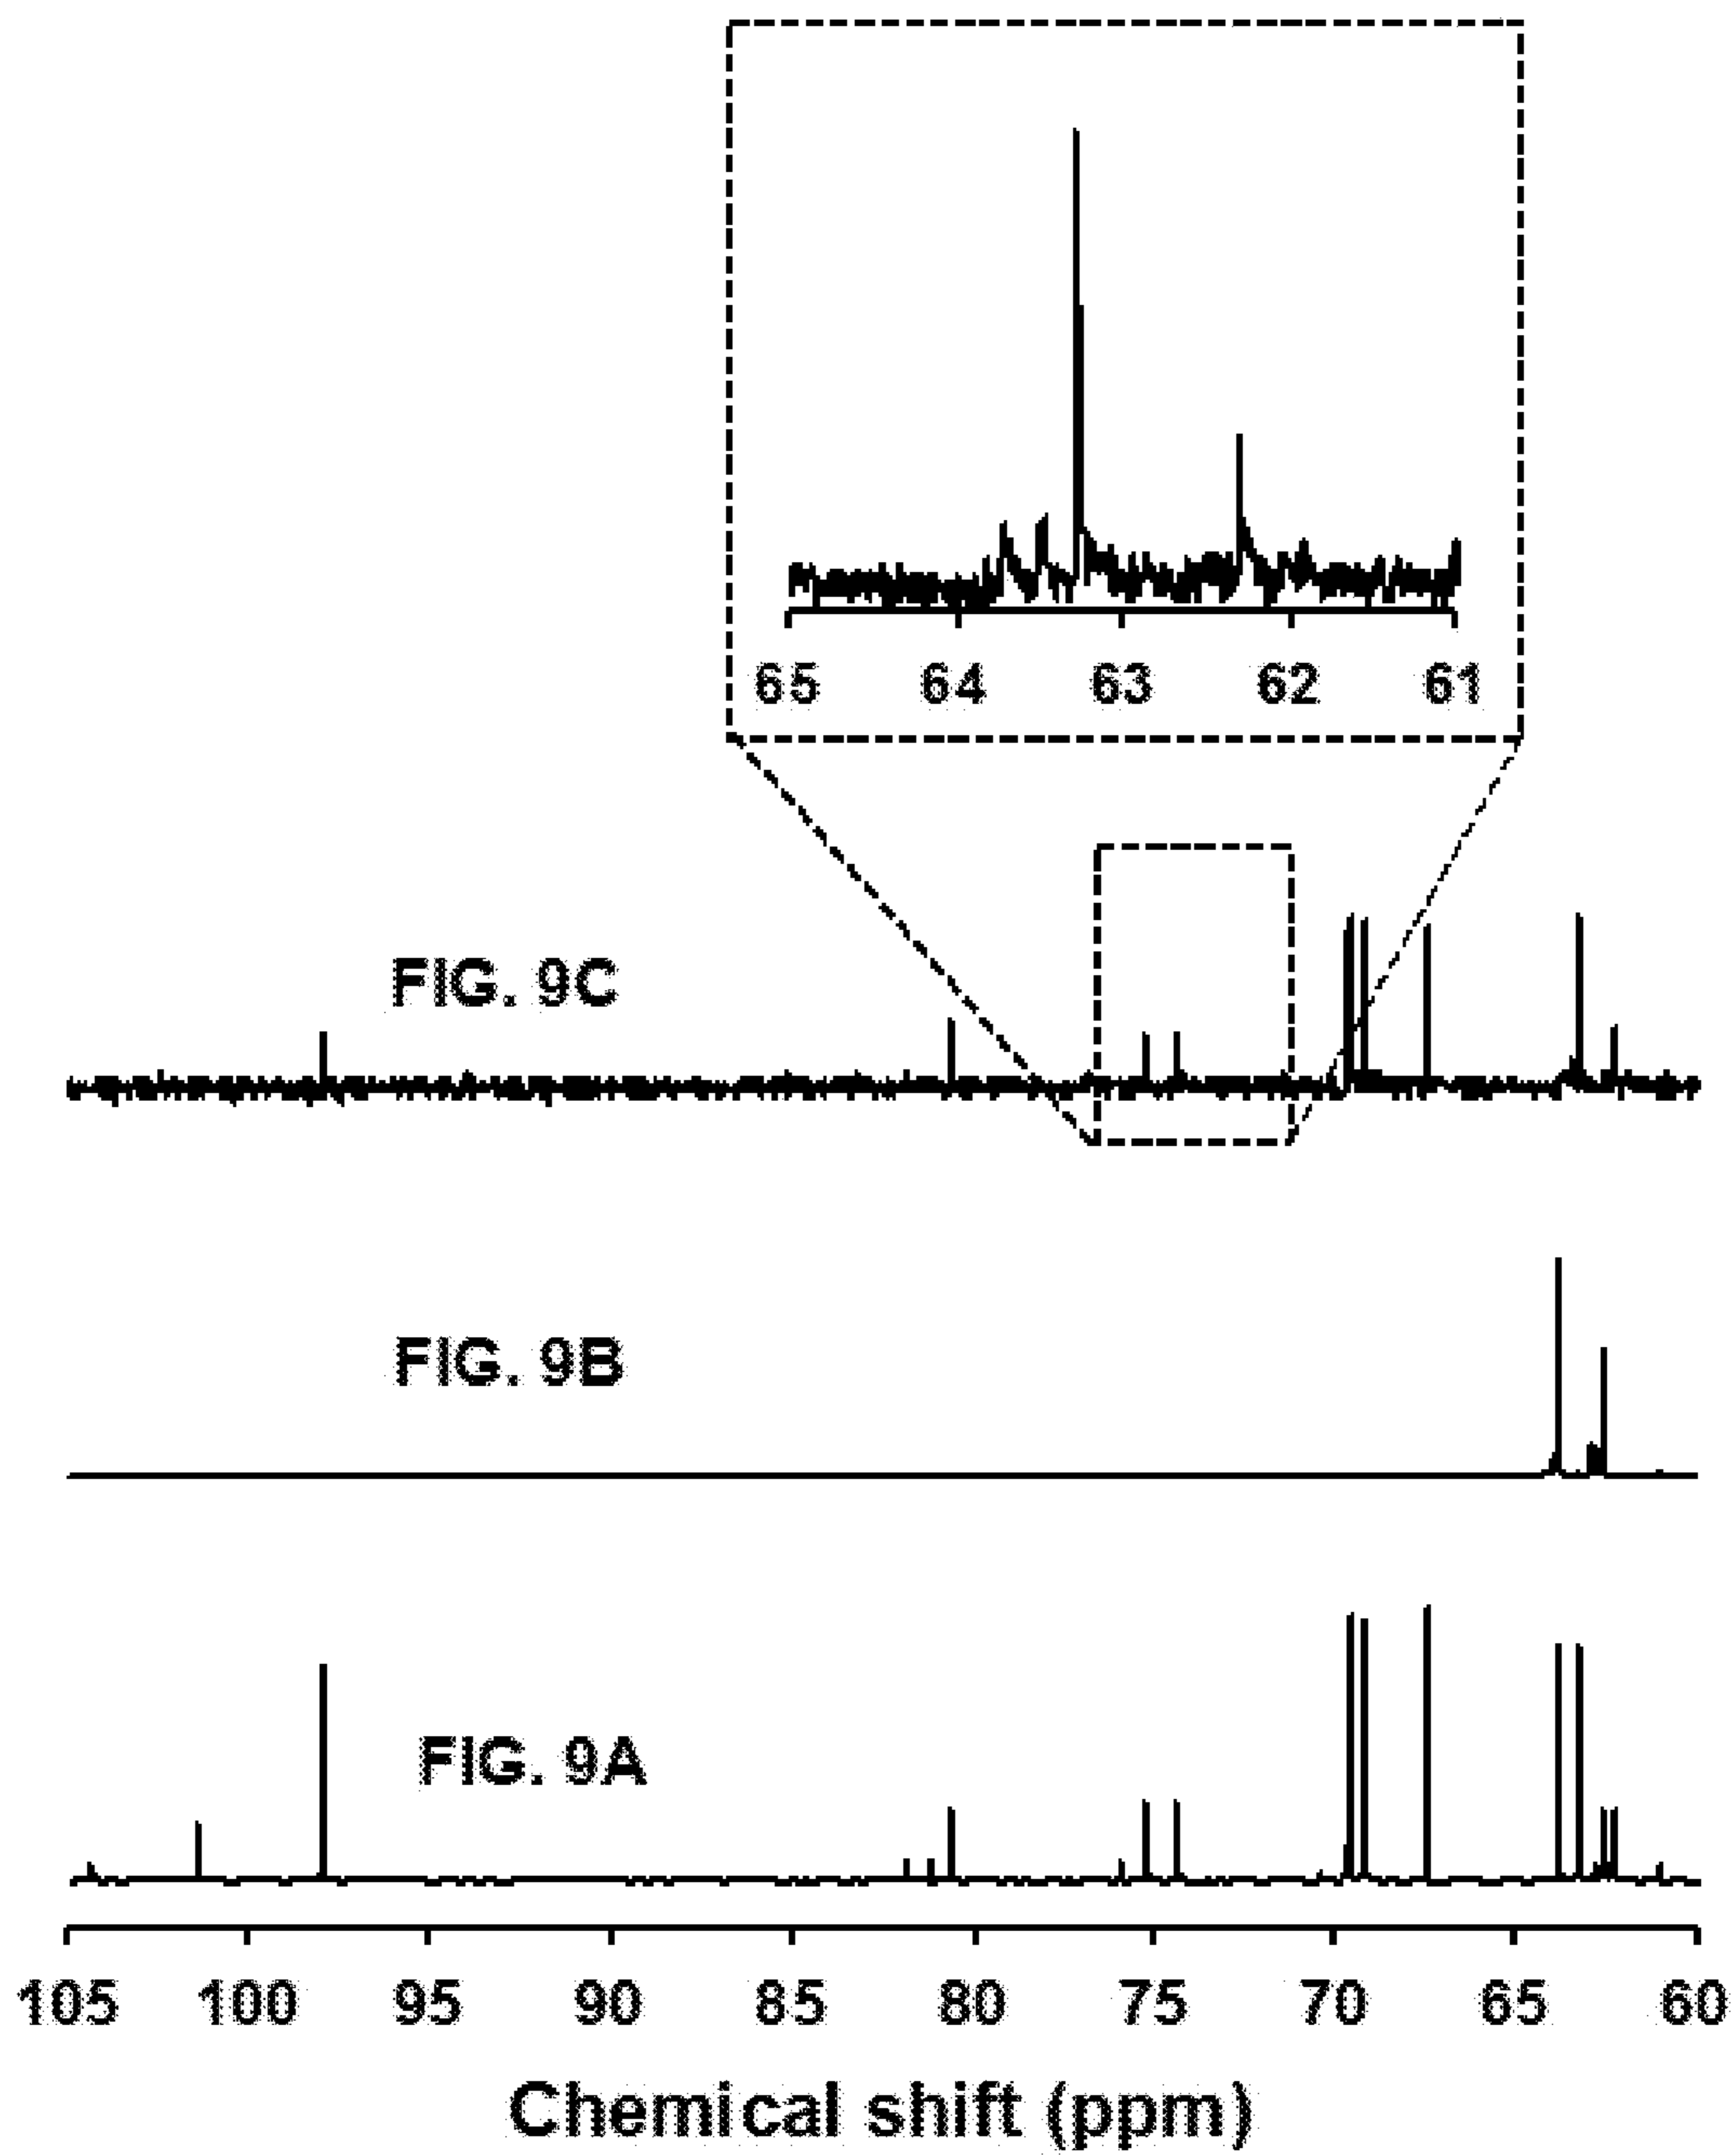 65 64 63 62 61
FIG. 9C
FIG. 9B
FIG. 9A
105 100 95 90 85 80 75 70 65 60
Chemical shift (ppm)